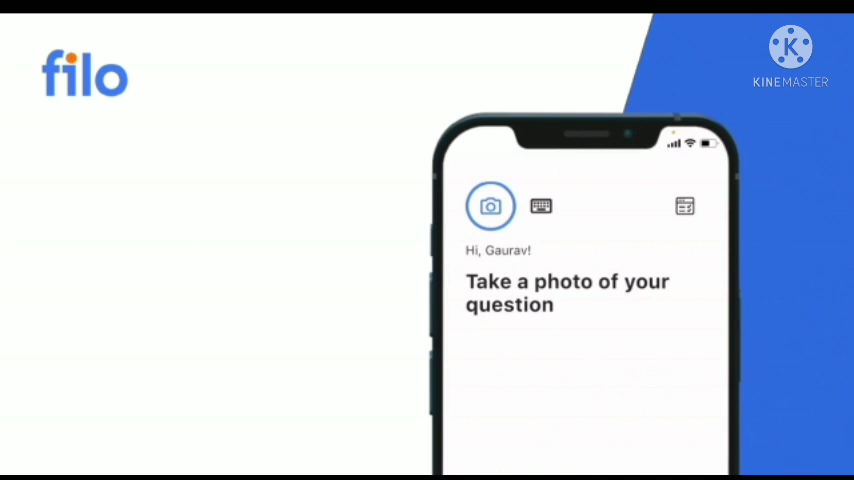 filo
K
KINEMASTER
Hi, Gaurav!
Take a photo of your
question